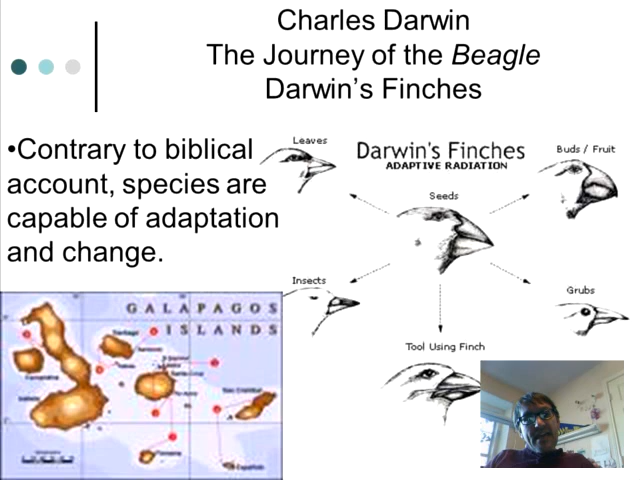 Charles Darwin
The Journey of the Beagle
Darwin's Finches
•Contrary to biblical
account, species are
capable of adaptation
and change.
Darwin's Finches
ADAPTIVE RADIATION
Leaves
Buds / Fruit
Seeds
Insects
Grubs
Tool Using Finch
GALAPAGOS
ISLANDS